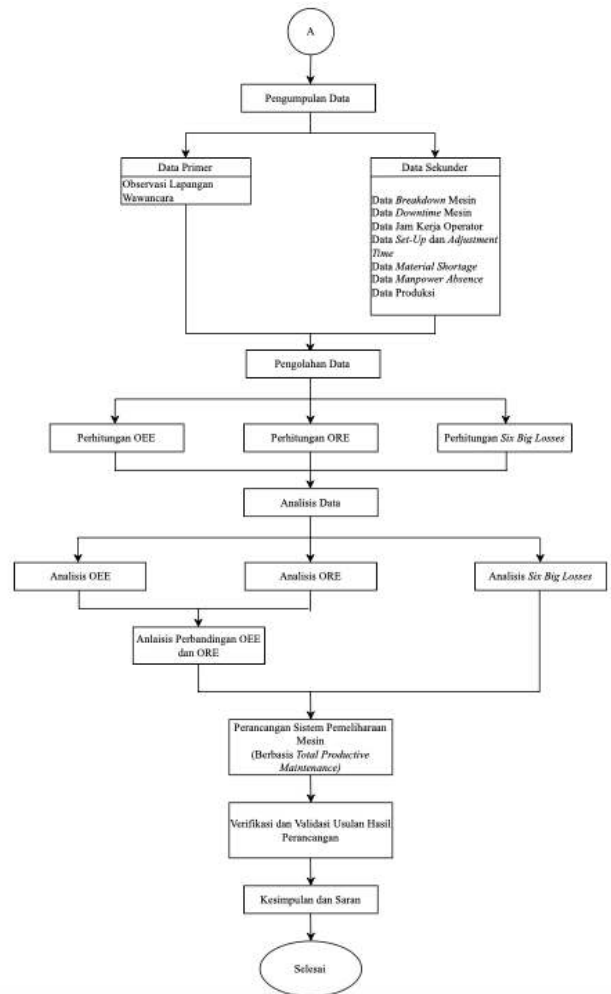 A
Pengumpulan Data
Data Primer
Observasi Lapangan
Wawancara
Data Sekunder
Data Breakdown Mesin
Data Downtime Mesin
Data Jam Kerja Operator
Data Set-Up dan Adjustment
Time
Data Material Shortage
Data Manpower Absence
Data Produksi
Pengolahan Data
Perhitungan OEE
Perhitungan ORE
Perhitungan Six Big Losses
Analisis Data
Analisis OEE
Analisis ORE
Analisis Six Big Losses
Anlaisis Perbandingan OEE
dan ORE
Perancangan Sistem Pemeliharaan
Mesin
(Berbasis Total Productive
Maintenance)
Verifikasi dan Validasi Usulan Hasil
Perancangan
Kesimpulan dan Saran
Selesai